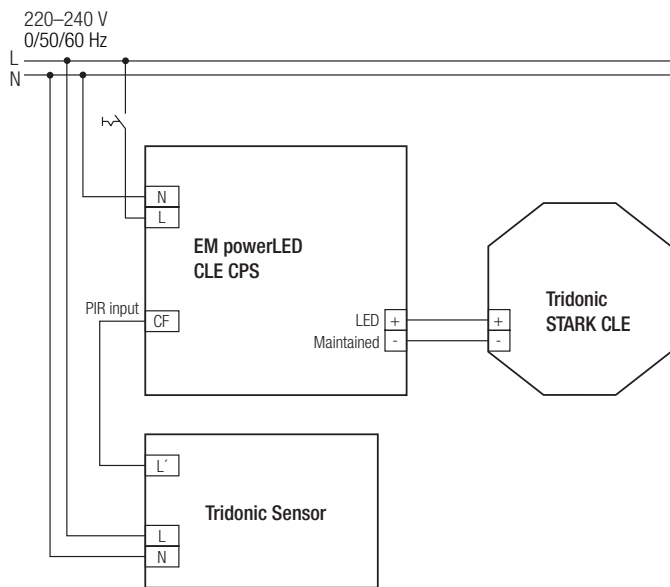 220–240 V
0/50/60 Hz
L
N
N
L
EM powerLED
CLE CPS
PIR input
CF
LED
+
Maintained
-
+
-
Tridonic
STARK CLE
L´
Tridonic Sensor
L
N